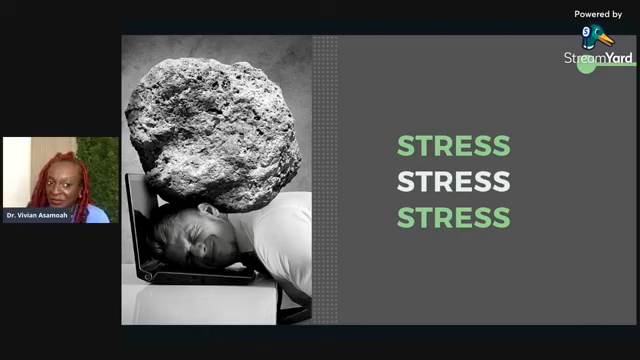 Powered by
StreamYard
STRESS
STRESS
STRESS
Dr. Vivian Asamoah